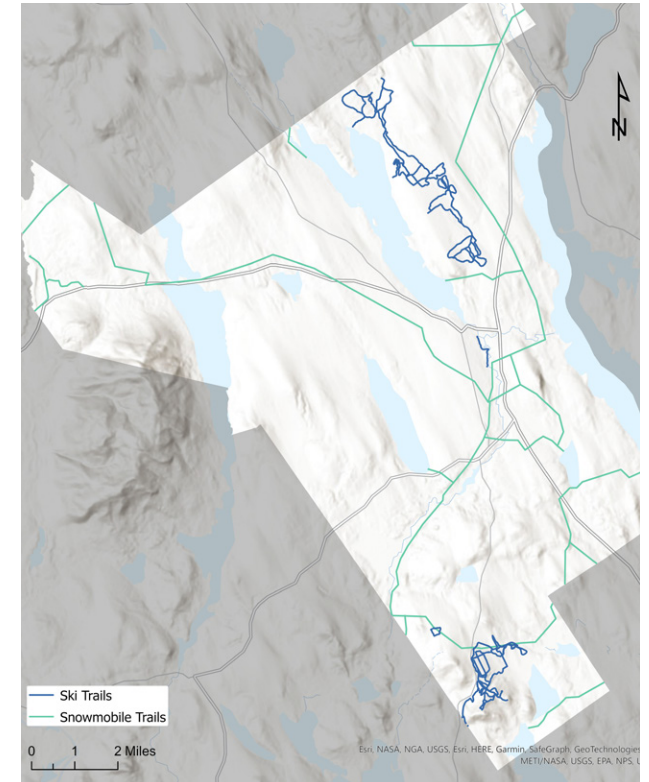 N
Ski Trails
Snowmobile Trails
0 1 2 Miles
Esri, NASA, NGA, USGS, Esri, HERE, Garmin, SafeGraph, GeoTechnologies
METI/NASA, USGS, EPA, NPS, U